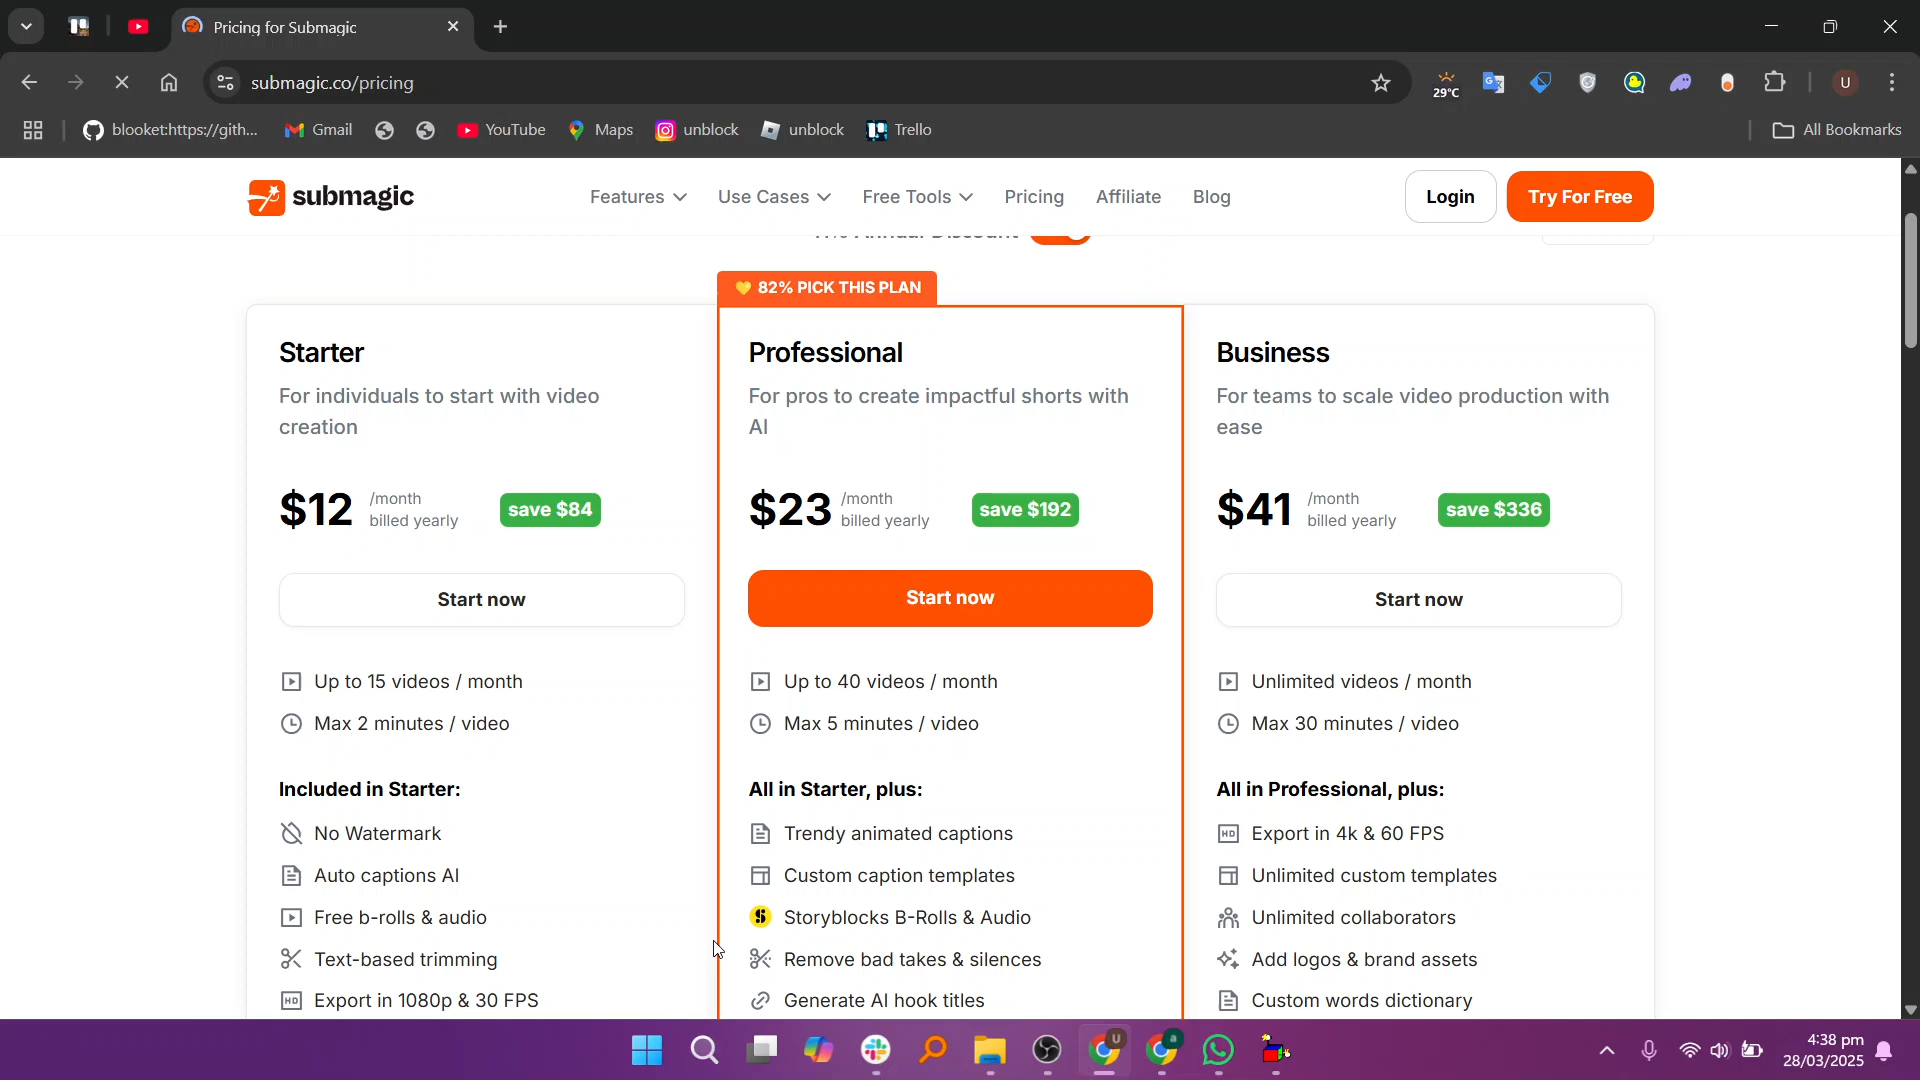 Pricing for Submagic
submagic.co/pricing
29°C
U
blooket:https://gith...
Gmail
YouTube
Maps
unblock
unblock
Trello
All Bookmarks
submagic
Features
Use Cases
Free Tools
Pricing
Affiliate
Blog
Login
Try For Free
Annual Discount
82% PICK THIS PLAN
Starter
For individuals to start with video
creation
$12 /month
billed yearly
save $84
Start now
Up to 15 videos / month
Max 2 minutes / video
Included in Starter:
No Watermark
Auto captions AI
Free b-rolls & audio
Text-based trimming
Export in 1080p & 30 FPS
Professional
For pros to create impactful shorts with
AI
$23 /month
billed yearly
save $192
Start now
Up to 40 videos / month
Max 5 minutes / video
All in Starter, plus:
Trendy animated captions
Custom caption templates
Storyblocks B-Rolls & Audio
Remove bad takes & silences
Generate AI hook titles
Business
For teams to scale video production with
ease
$41 /month
billed yearly
save $336
Start now
Unlimited videos / month
Max 30 minutes / video
All in Professional, plus:
Export in 4k & 60 FPS
Unlimited custom templates
Unlimited collaborators
Add logos & brand assets
Custom words dictionary
4:38 pm
28/03/2025